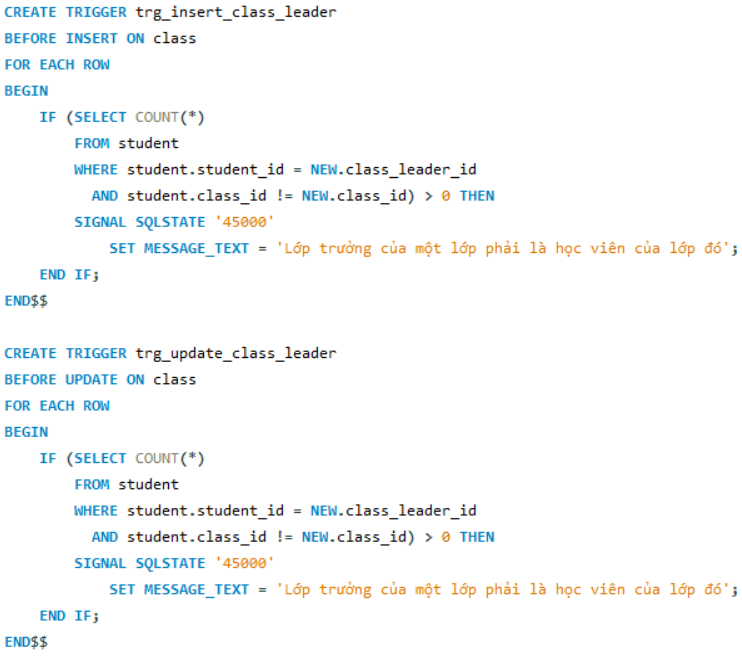 CREATE TRIGGER trg_insert_class_leader
BEFORE INSERT ON class
FOR EACH ROW
BEGIN
    IF (SELECT COUNT(*)
        FROM student
        WHERE student.student_id = NEW.class_leader_id
          AND student.class_id != NEW.class_id) > 0 THEN
        SIGNAL SQLSTATE '45000'
            SET MESSAGE_TEXT = 'Lớp trưởng của một lớp phải là học viên của lớp đó';
    END IF;
END$$

CREATE TRIGGER trg_update_class_leader
BEFORE UPDATE ON class
FOR EACH ROW
BEGIN
    IF (SELECT COUNT(*)
        FROM student
        WHERE student.student_id = NEW.class_leader_id
          AND student.class_id != NEW.class_id) > 0 THEN
        SIGNAL SQLSTATE '45000'
            SET MESSAGE_TEXT = 'Lớp trưởng của một lớp phải là học viên của lớp đó';
    END IF;
END$$